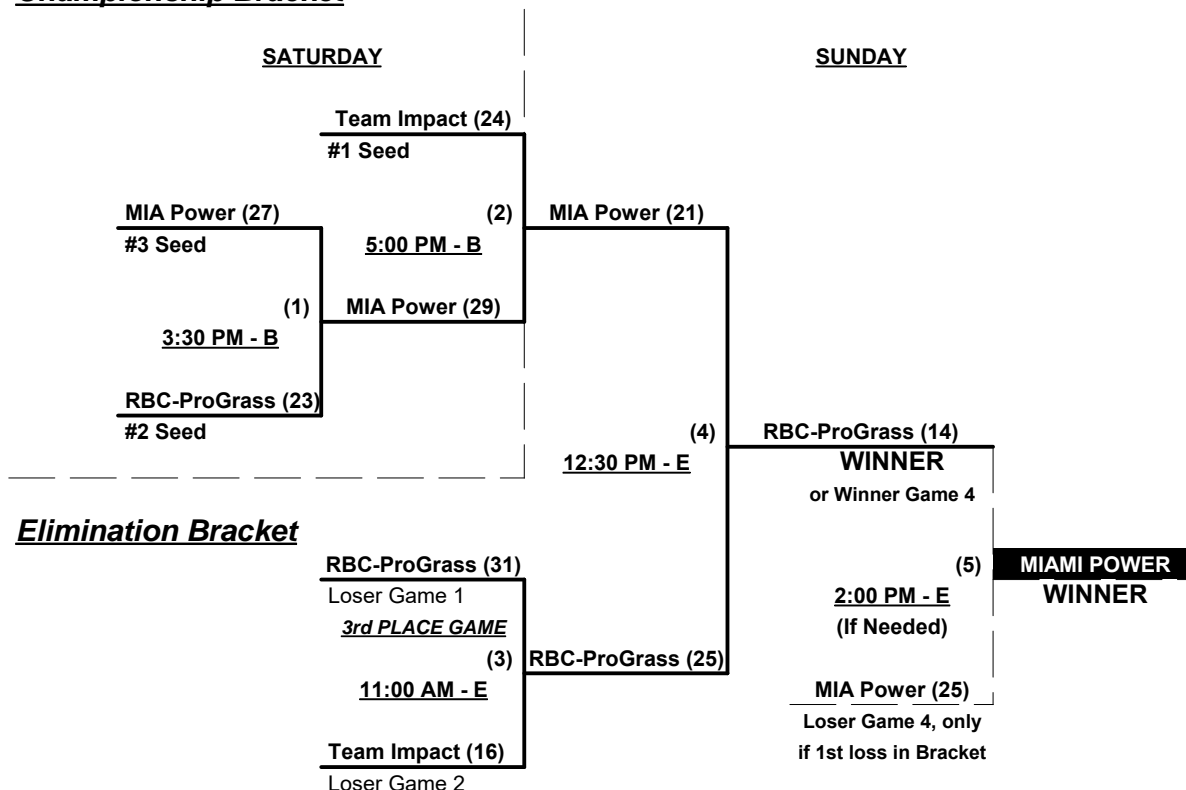 Championship Bracket
SATURDAY
SUNDAY
Team Impact (24)
#1 Seed
MIA Power (27)
#3 Seed
(2)
5:00 PM - B
MIA Power (21)
(1)
3:30 PM - B
MIA Power (29)
RBC-ProGrass (23)
#2 Seed
(4)
12:30 PM - E
RBC-ProGrass (14)
WINNER
or Winner Game 4
Elimination Bracket
RBC-ProGrass (31)
Loser Game 1
3rd PLACE GAME
(3)
11:00 AM - E
RBC-ProGrass (25)
(5)
2:00 PM - E
(If Needed)
MIAMI POWER
WINNER
MIA Power (25)
Loser Game 4, only
if 1st loss in Bracket
Team Impact (16)
Loser Game 2